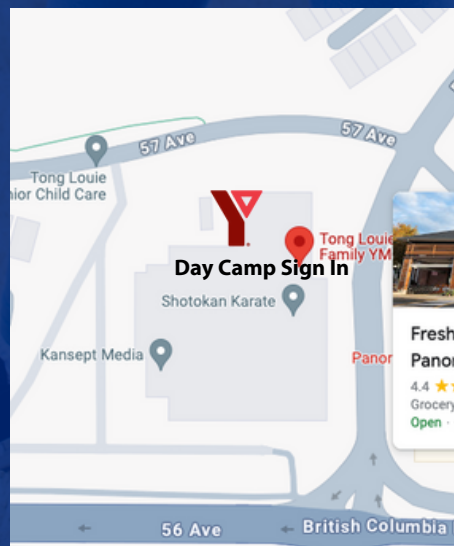 57 Ave
57 Ave
Tong Louie
nior Child Care
Tong Louie
Family YM
Day Camp Sign In
Shotokan Karate
Kansept Media
Panor
Fresh
Panor
4.4
Grocery
Open ·
56 Ave
British Columbia